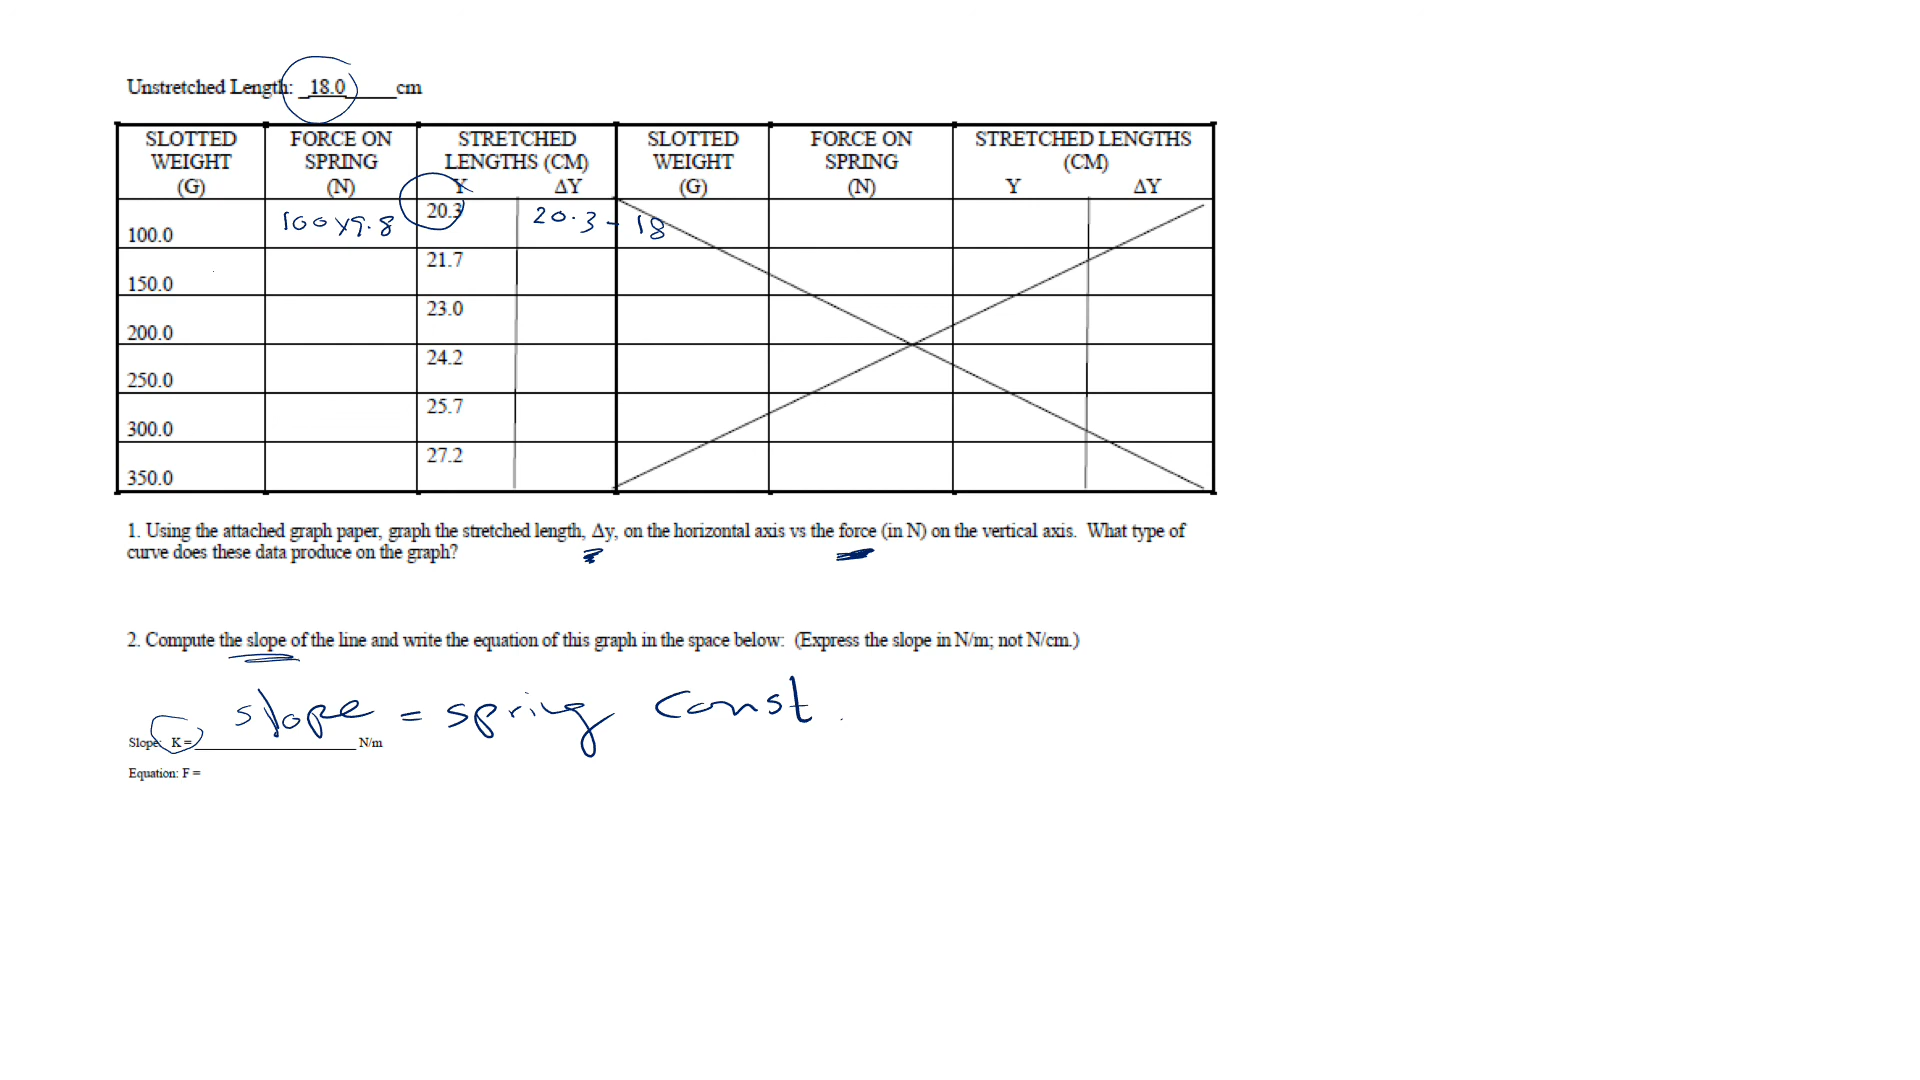 Unstretched Length: 18.0 cm
SLOTTED WEIGHT (G) FORCE ON SPRING (N) STRETCHED LENGTHS (CM) Y ΔY SLOTTED WEIGHT (G) FORCE ON SPRING (N) STRETCHED LENGTHS (CM) Y ΔY
100.0 100x9.8 20.3 20.3 - 18
150.0 21.7
200.0 23.0
250.0 24.2
300.0 25.7
350.0 27.2
1. Using the attached graph paper, graph the stretched length, Δy, on the horizontal axis vs the force (in N) on the vertical axis. What type of
curve does these data produce on the graph?
2. Compute the slope of the line and write the equation of this graph in the space below: (Express the slope in N/m; not N/cm.)
slope = spring const.
Slope: K= N/m
Equation: F =